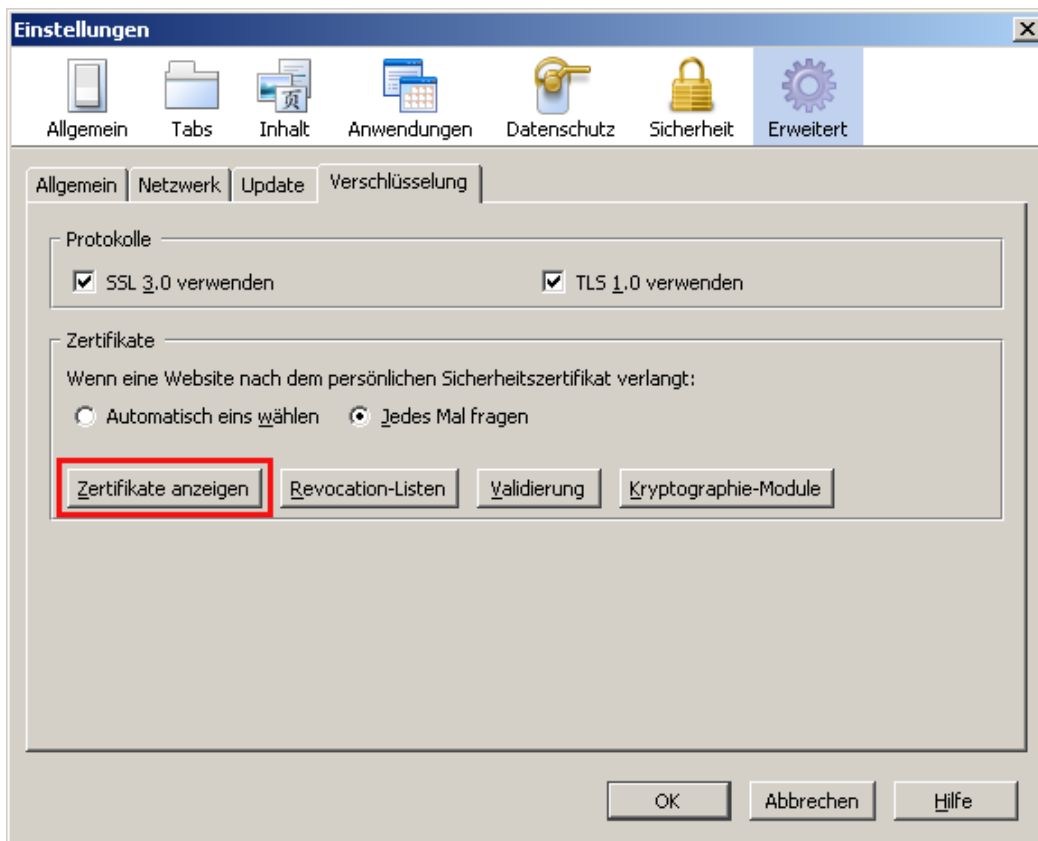 Einstellungen
页
Allgemein Tabs Inhalt Anwendungen Datenschutz Sicherheit Erweitert
Allgemein Netzwerk Update Verschlüsselung
Protokolle
SSL 3.0 verwenden TLS 1.0 verwenden
Zertifikate
Wenn eine Website nach dem persönlichen Sicherheitszertifikat verlangt:
Automatisch eins wählen Jedes Mal fragen
Zertifikate anzeigen Revocation-Listen Validierung Kryptographie-Module
OK Abbrechen Hilfe